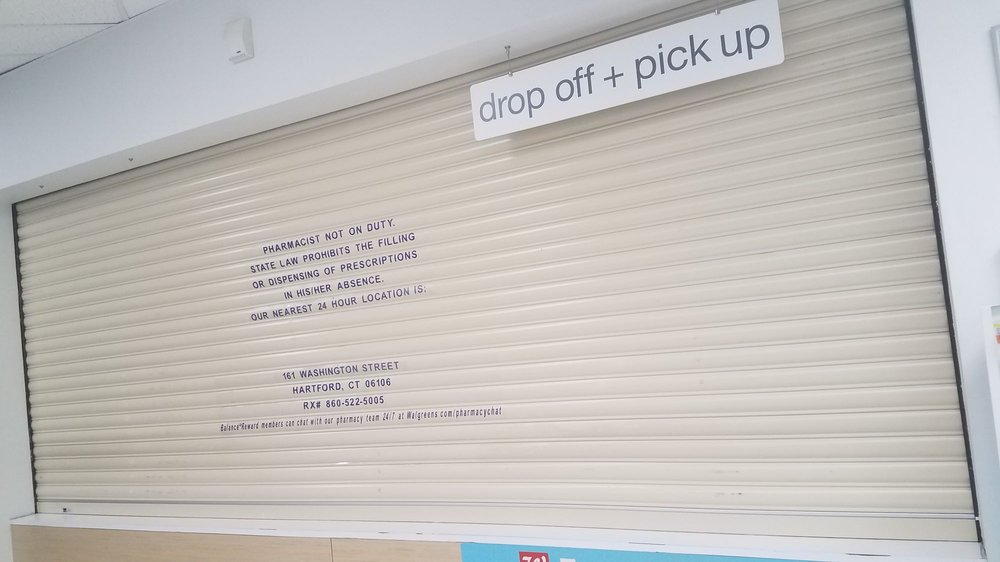 drop off + pick up
PHARMACIST NOT ON DUTY.
STATE LAW PROHIBITS THE FILLING
OR DISPENSING OF PRESCRIPTIONS
IN HIS/HER ABSENCE.
OUR NEAREST 24 HOUR LOCATION IS:
161 WASHINGTON STREET
HARTFORD, CT 06106
RX# 860-522-5005
Balance®Reward members can chat with our pharmacy team 24/7 at Walgreens.com/pharmacychat